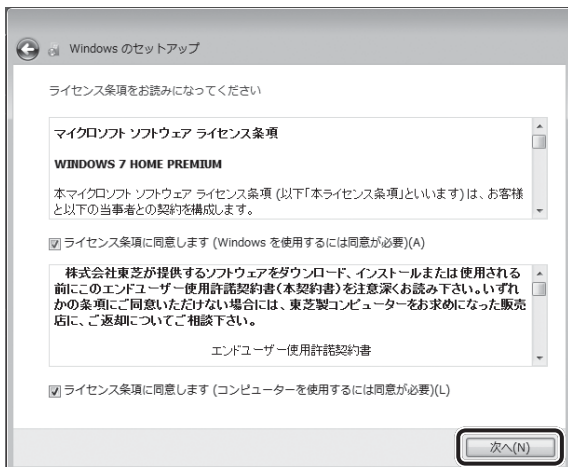 Windows のセットアップ
ライセンス条項をお読みになってください
マイクロソフト ソフトウェア ライセンス条項
WINDOWS 7 HOME PREMIUM
本マイクロソフト ソフトウェア ライセンス条項 (以下「本ライセンス条項」といいます) は、お客様
と以下の当事者との契約を構成します。
ライセンス条項に同意します (Windows を使用するには同意が必要)(A)
株式会社東芝が提供するソフトウェアをダウンロード、インストールまたは使用される
前にこのエンドユーザー使用許諾契約書(本契約書)を注意深くお読み下さい。いずれ
かの条項にご同意いただけない場合には、東芝製コンピューターをお求めになった販売
店に、ご返却についてご相談下さい。
エンドユーザー使用許諾契約書
ライセンス条項に同意します (コンピューターを使用するには同意が必要)(L)
次へ(N)